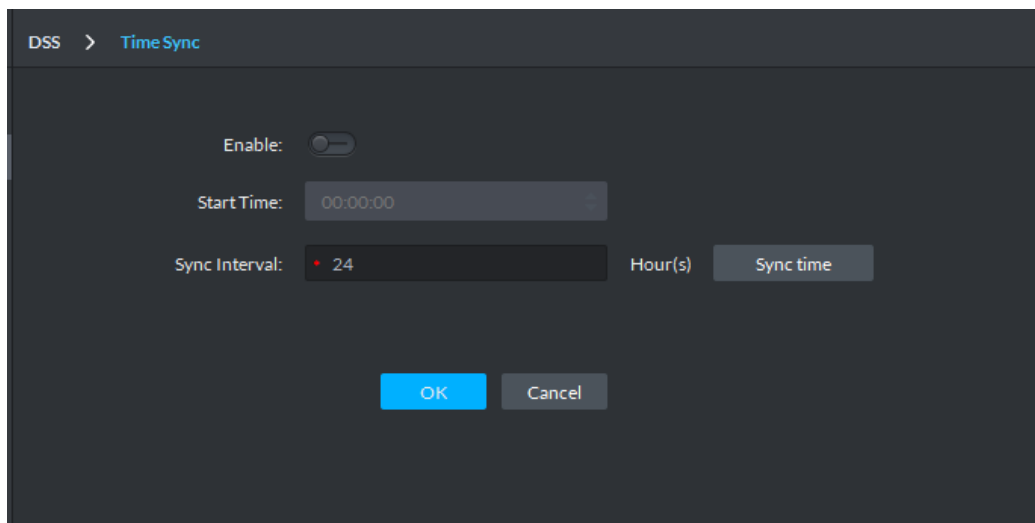 DSS > Time Sync
Enable:
Start Time: 00:00:00
Sync Interval: • 24 Hour(s) Sync time
OK Cancel